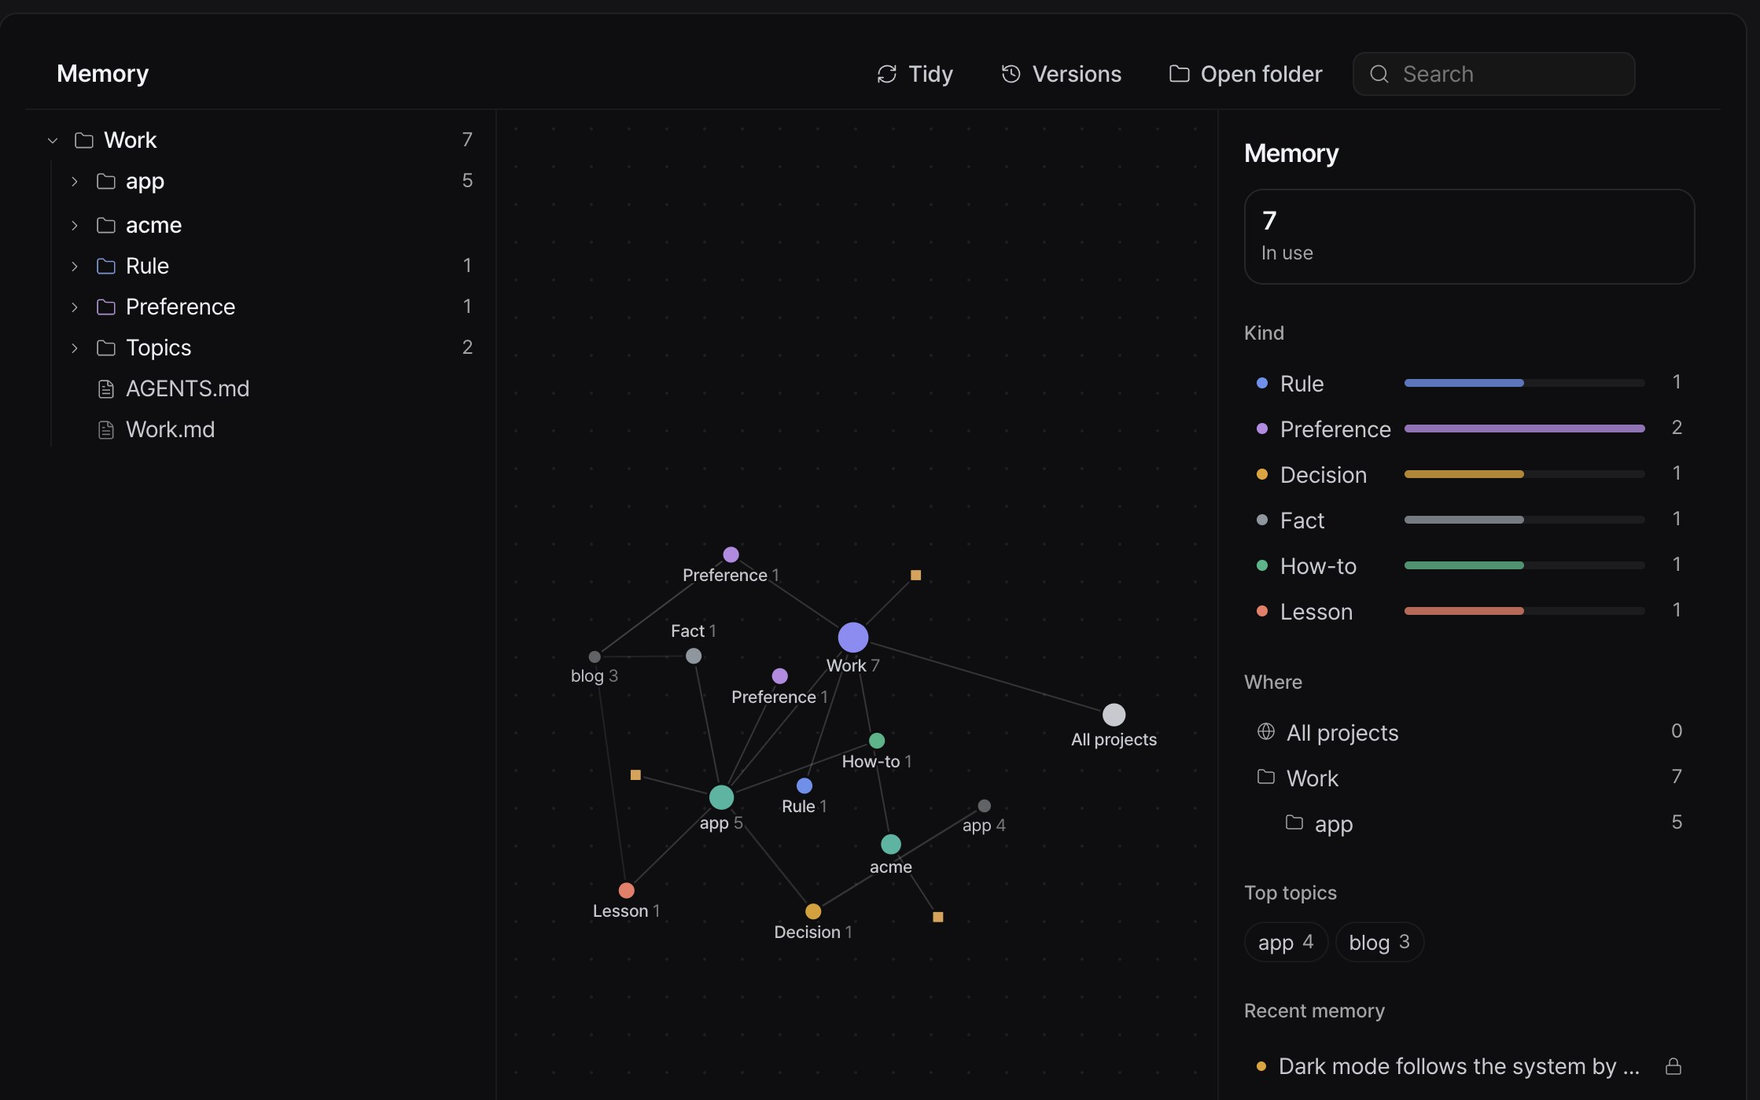 Memory
Tidy
Versions
Open folder
Search
Work 7
app 5
acme
Rule 1
Preference 1
Topics 2
AGENTS.md
Work.md
Preference 1
Fact 1
blog 3
Work 7
Preference 1
All projects
How-to 1
Rule 1
app 5
app 4
acme
Lesson 1
Decision 1
Memory
7
In use
Kind
Rule 1
Preference 2
Decision 1
Fact 1
How-to 1
Lesson 1
Where
All projects 0
Work 7
app 5
Top topics
app 4
blog 3
Recent memory
Dark mode follows the system by ...